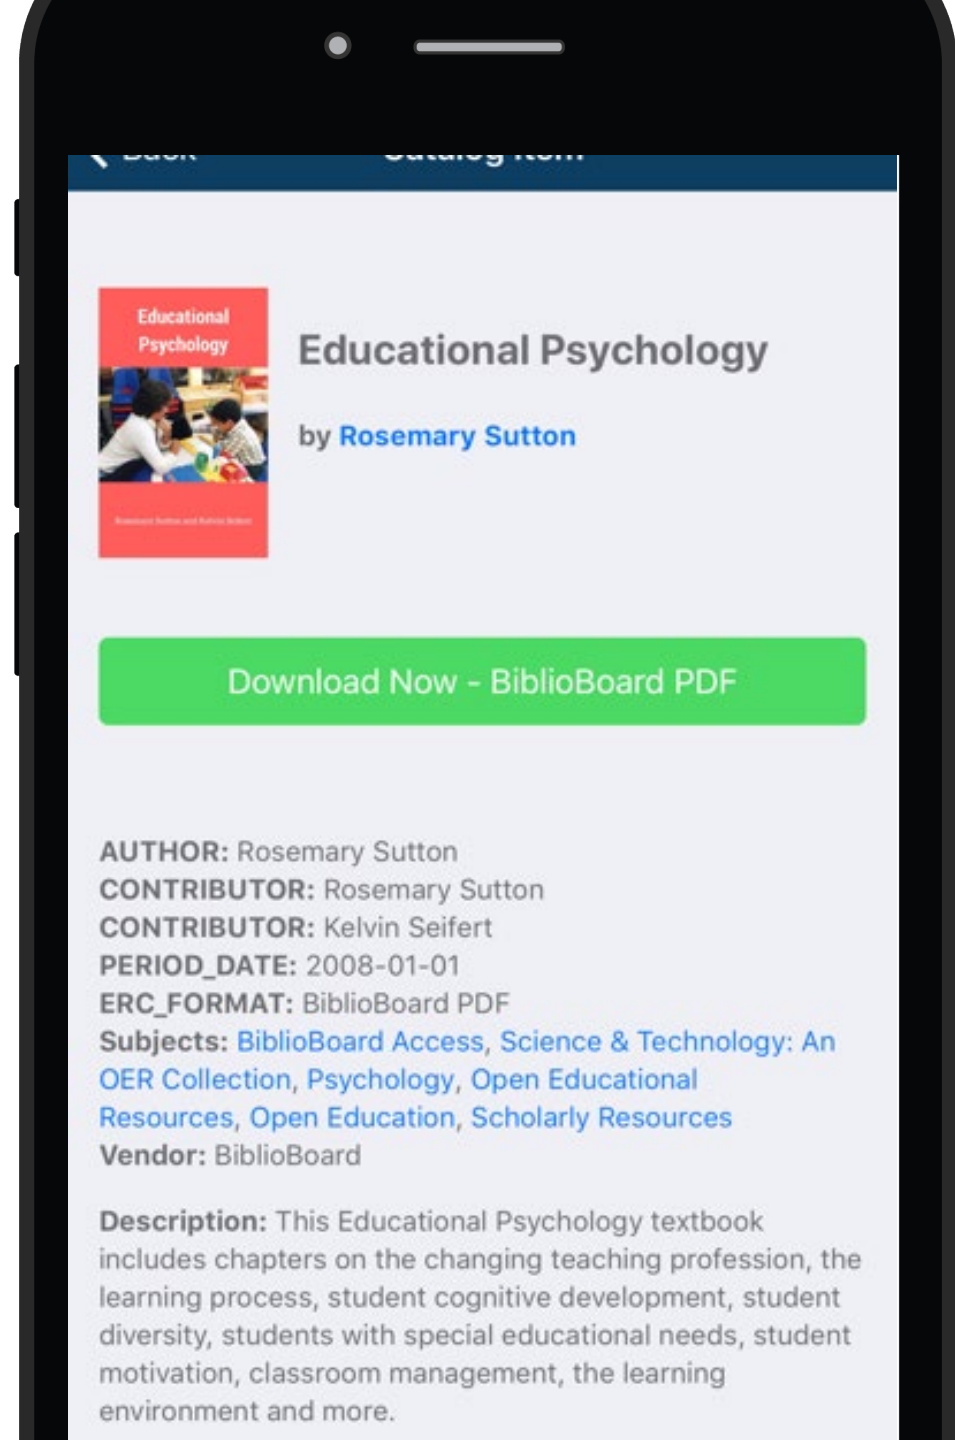 Back Catalog Item
Educational
Psychology
Educational Psychology
by Rosemary Sutton
Download Now - BiblioBoard PDF
AUTHOR: Rosemary Sutton
CONTRIBUTOR: Rosemary Sutton
CONTRIBUTOR: Kelvin Seifert
PERIOD_DATE: 2008-01-01
ERC_FORMAT: BiblioBoard PDF
Subjects: BiblioBoard Access, Science & Technology: An
OER Collection, Psychology, Open Educational
Resources, Open Education, Scholarly Resources
Vendor: BiblioBoard
Description: This Educational Psychology textbook
includes chapters on the changing teaching profession, the
learning process, student cognitive development, student
diversity, students with special educational needs, student
motivation, classroom management, the learning
environment and more.